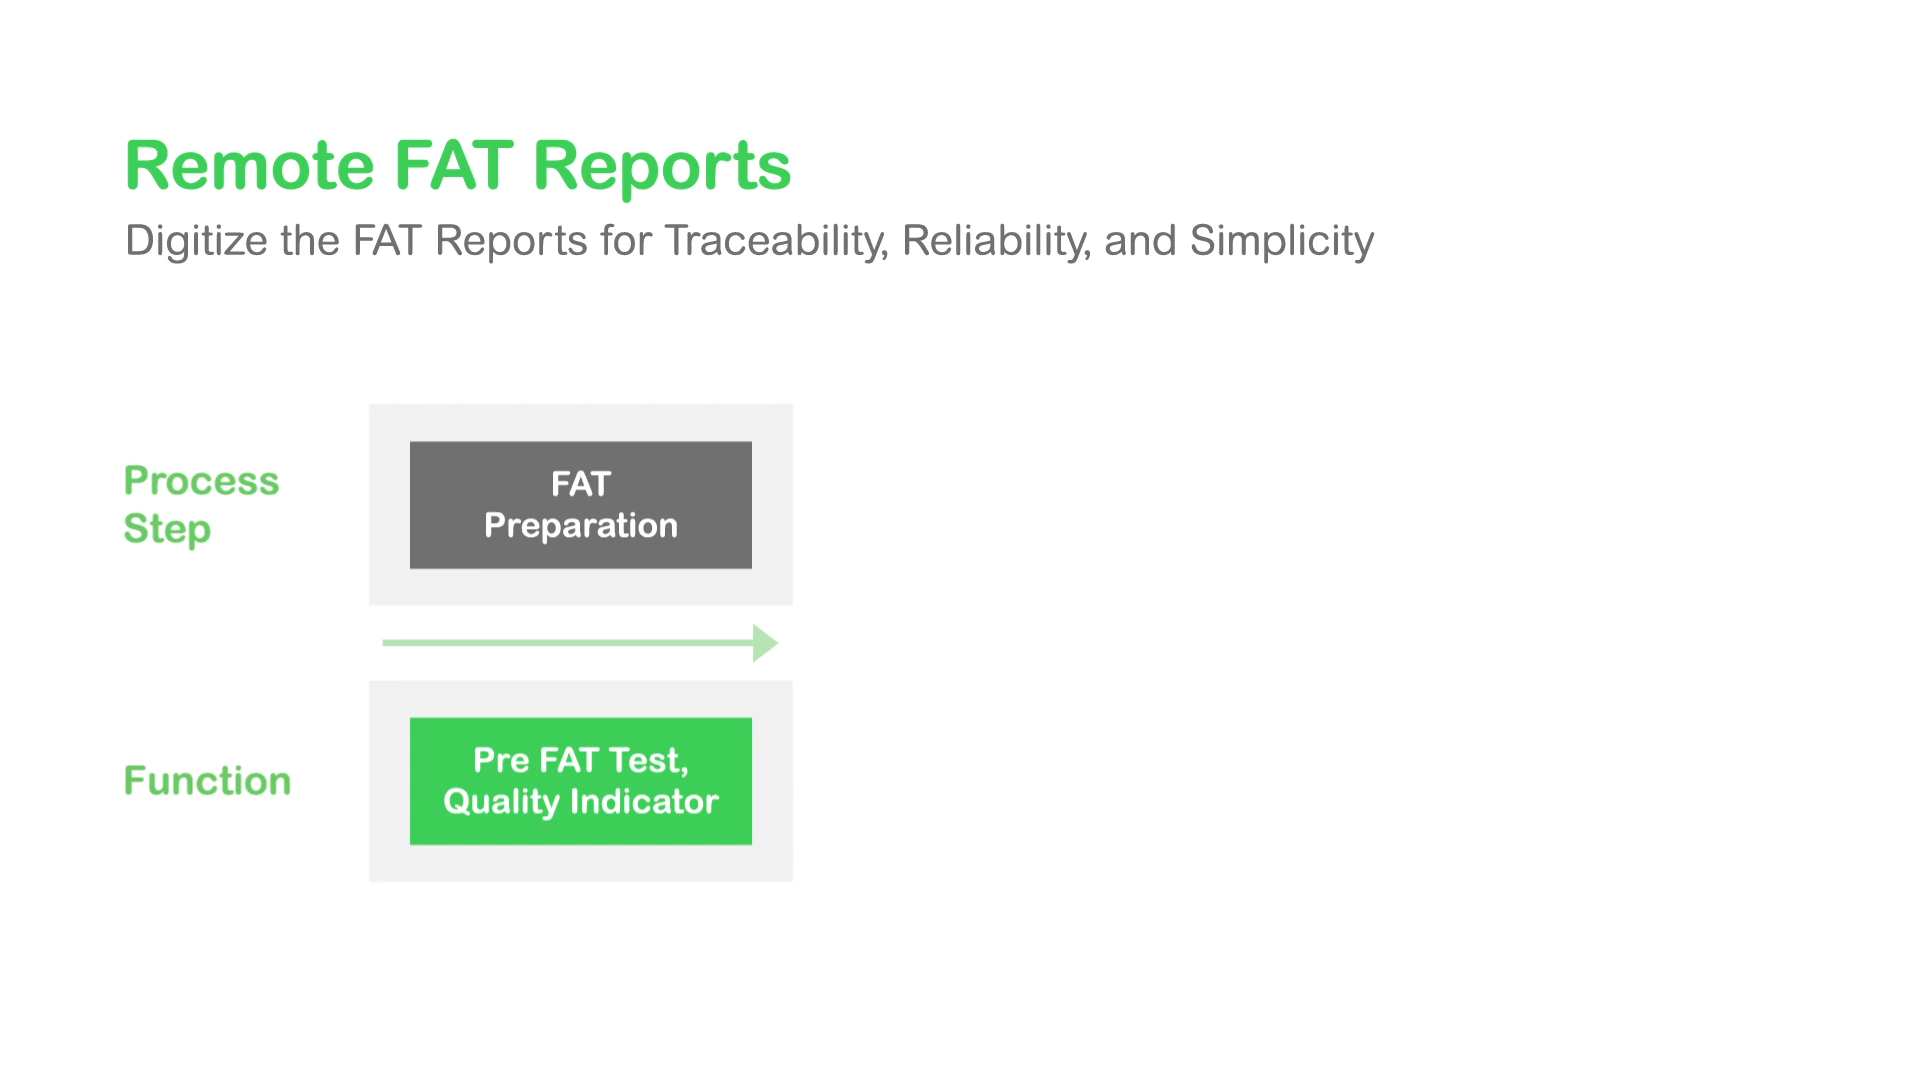 Remote FAT Reports
Digitize the FAT Reports for Traceability, Reliability, and Simplicity
Process
Step
FAT
Preparation
Function
Pre FAT Test,
Quality Indicator